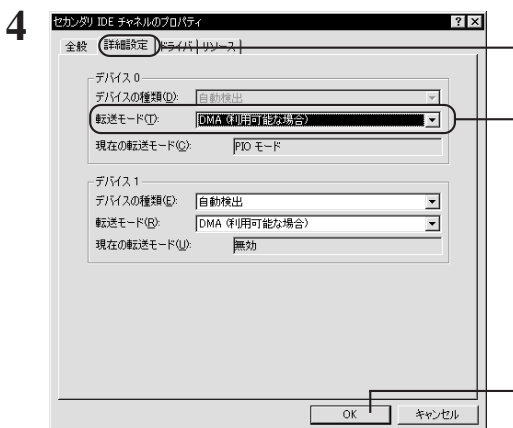 4
セカンダリ IDE チャネルのプロパティ
全般 詳細設定 ドライバ リソース
デバイス 0
デバイスの種類(D): 自動検出
転送モード(T): DMA (利用可能な場合)
現在の転送モード(C): PIO モード
デバイス 1
デバイスの種類(E): 自動検出
転送モード(R): DMA (利用可能な場合)
現在の転送モード(U): 無効
OK キャンセル